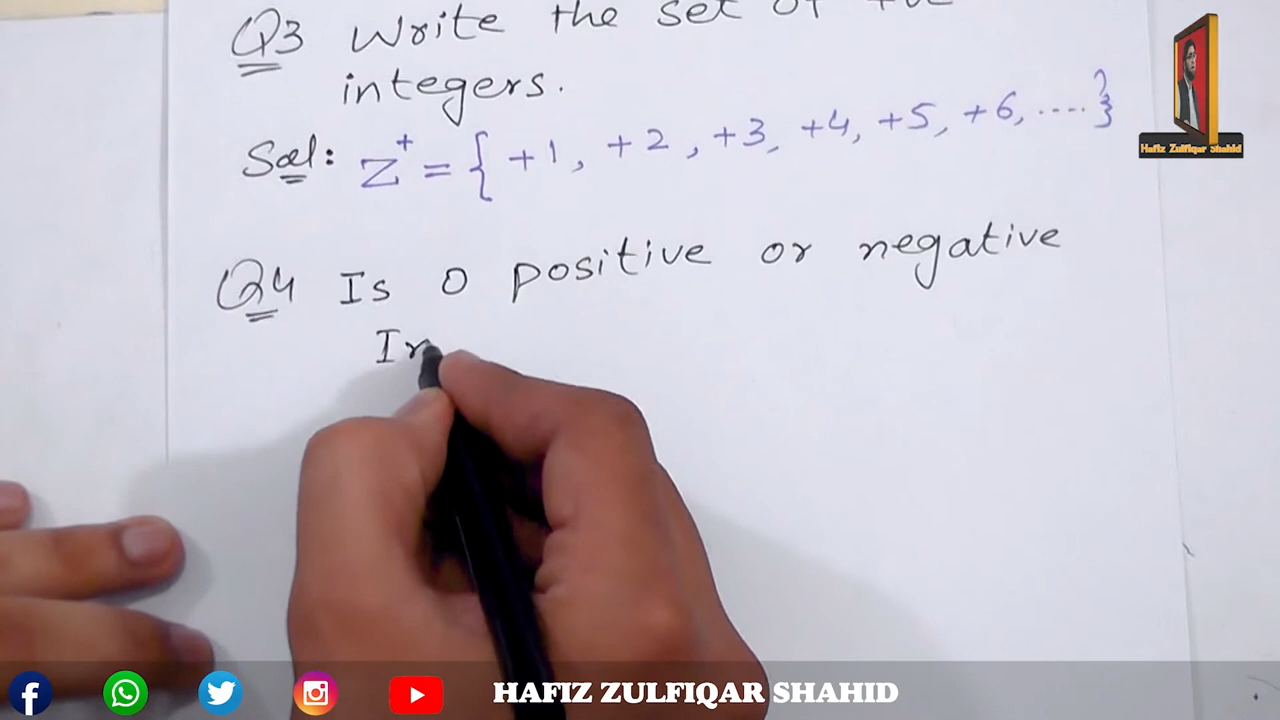 Q3 Write the set of +ve
integers.
Sol: Z⁺ = { +1, +2, +3, +4, +5, +6, .... }
Q4 Is 0 positive or negative
In
Hafiz Zulfiqar Shahid
HAFIZ ZULFIQAR SHAHID